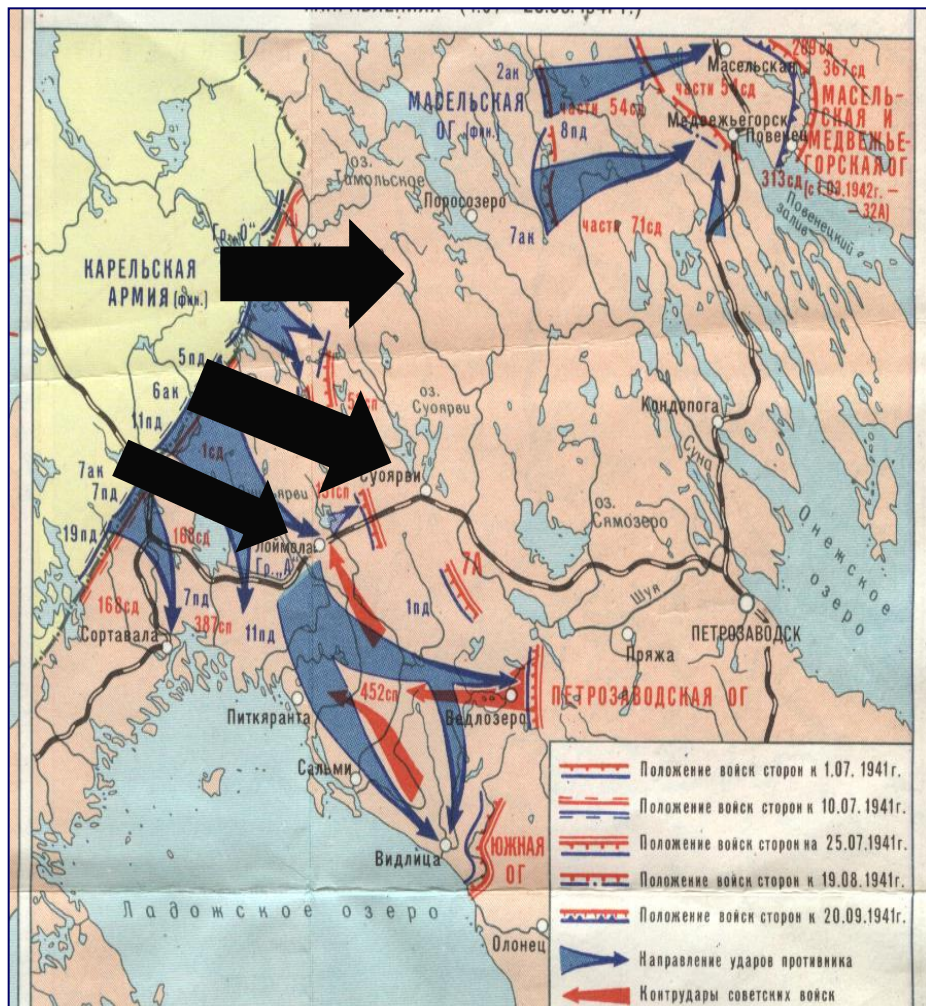 2ак
Масельская
289сд
367сд
МАСЕЛЬСКАЯ
ОГ (фин.)
части 54сд
части 54сд
МАСЕЛЬ-
СКАЯ И
МЕДВЕЖЬЕ-
ГОРСКАЯ ОГ
8пд
Медвежьегорск
Повенец
313сд (с 1.03.1942г. –
– 32А)
оз.
Тамольское
Поросозеро
Повенецкий
залив
7ак
части 71сд
Гр. „О“
КАРЕЛЬСКАЯ
АРМИЯ (фин.)
5пд
6ак
11пд
оз.
Суоярви
Кондопога
1сд
7ак
7пд
Суоярви
131сп
Суна
оз.
Сямозеро
19пд
168сд
Лоймола
Гр. „Л“
7А
Онежское
озеро
168сд
7пд
387сп
11пд
1пд
Шуя
Сортавала
ПЕТРОЗАВОДСК
Пряжа
Питкяранта
452сп
Ведлозеро
ПЕТРОЗАВОДСКАЯ ОГ
Сальми
Видлица
ЮЖНАЯ
ОГ
Ладожское озеро
Олонец
Положение войск сторон к 1.07. 1941г.
Положение войск сторон к 10.07.1941г.
Положение войск сторон на 25.07.1941г.
Положение войск сторон к 19.08.1941г.
Положение войск сторон к 20.09.1941г.
Направление ударов противника
Контрудары советских войск